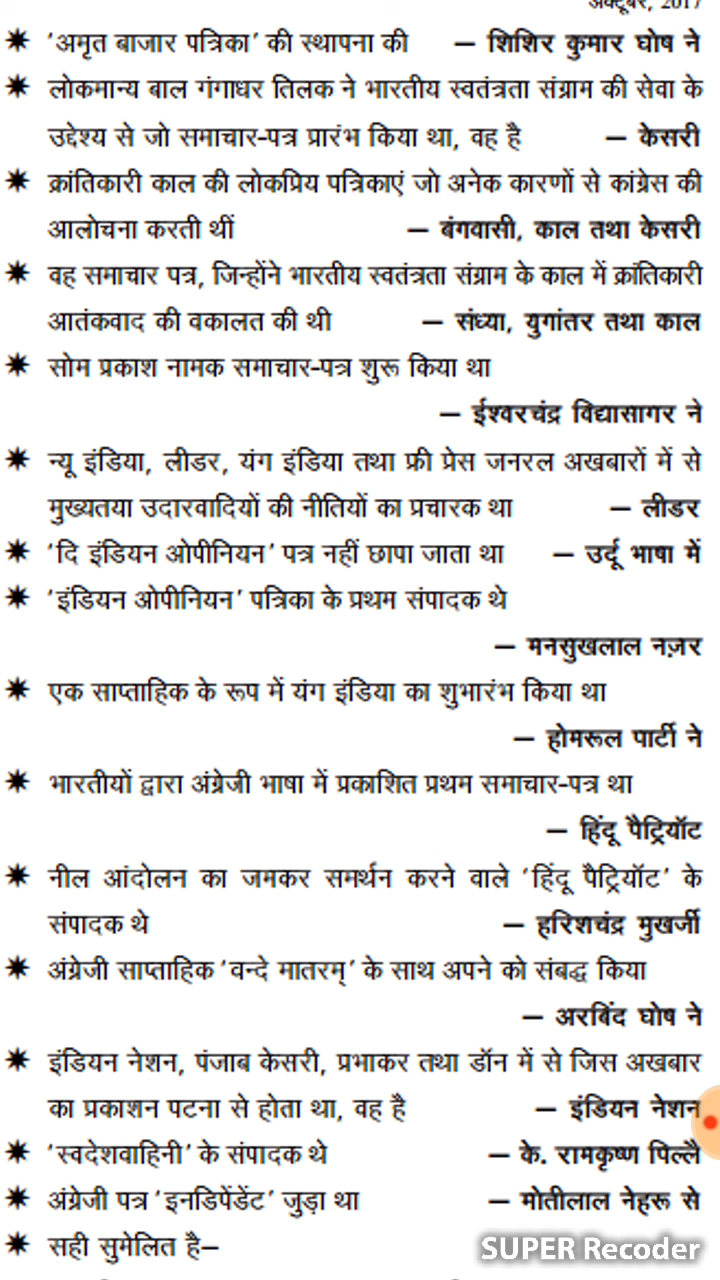 अक्टूबर, 2017
✷ 'अमृत बाजार पत्रिका' की स्थापना की – शिशिर कुमार घोष ने
✷ लोकमान्य बाल गंगाधर तिलक ने भारतीय स्वतंत्रता संग्राम की सेवा के
उद्देश्य से जो समाचार-पत्र प्रारंभ किया था, वह है – केसरी
✷ क्रांतिकारी काल की लोकप्रिय पत्रिकाएं जो अनेक कारणों से कांग्रेस की
आलोचना करती थीं – बंगवासी, काल तथा केसरी
✷ वह समाचार पत्र, जिन्होंने भारतीय स्वतंत्रता संग्राम के काल में क्रांतिकारी
आतंकवाद की वकालत की थी – संध्या, युगांतर तथा काल
✷ सोम प्रकाश नामक समाचार-पत्र शुरू किया था
– ईश्वरचंद्र विद्यासागर ने
✷ न्यू इंडिया, लीडर, यंग इंडिया तथा फ्री प्रेस जनरल अखबारों में से
मुख्यतया उदारवादियों की नीतियों का प्रचारक था – लीडर
✷ 'दि इंडियन ओपीनियन' पत्र नहीं छापा जाता था – उर्दू भाषा में
✷ 'इंडियन ओपीनियन' पत्रिका के प्रथम संपादक थे
– मनसुखलाल नज़र
✷ एक साप्ताहिक के रूप में यंग इंडिया का शुभारंभ किया था
– होमरूल पार्टी ने
✷ भारतीयों द्वारा अंग्रेजी भाषा में प्रकाशित प्रथम समाचार-पत्र था
– हिंदू पैट्रियॉट
✷ नील आंदोलन का जमकर समर्थन करने वाले 'हिंदू पैट्रियॉट' के
संपादक थे – हरिशचंद्र मुखर्जी
✷ अंग्रेजी साप्ताहिक 'वन्दे मातरम्' के साथ अपने को संबद्ध किया
– अरबिंद घोष ने
✷ इंडियन नेशन, पंजाब केसरी, प्रभाकर तथा डॉन में से जिस अखबार
का प्रकाशन पटना से होता था, वह है – इंडियन नेशन
✷ 'स्वदेशवाहिनी' के संपादक थे – के. रामकृष्ण पिल्लै
✷ अंग्रेजी पत्र 'इनडिपेंडेंट' जुड़ा था – मोतीलाल नेहरू से
✷ सही सुमेलित है–
SUPER Recoder